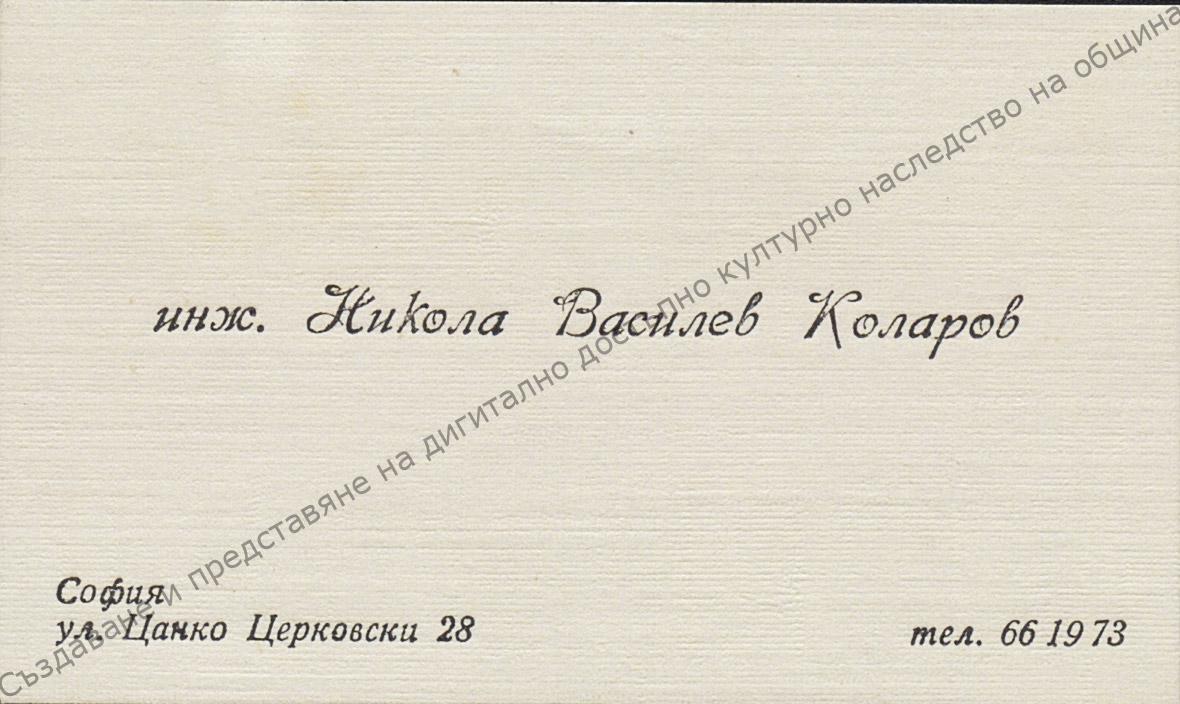 инж. Никола Василев Коларов
София
ул. Цанко Церковски 28
тел. 66 19 73
Създаване и представяне на дигитално достъпно културно наследство на община